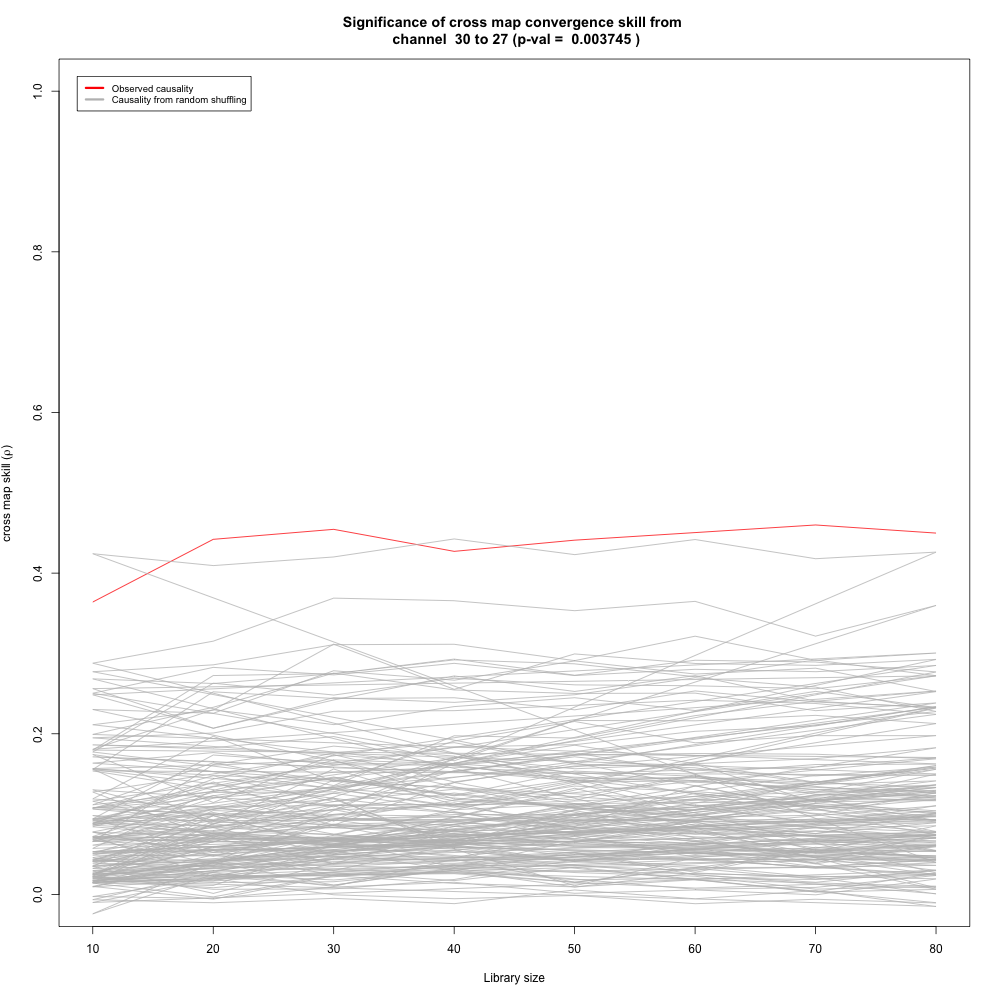 Significance of cross map convergence skill from
channel  30 to 27 (p-val =  0.003745 )
Observed causality
Causality from random shuffling
1.0
0.8
0.6
0.4
0.2
0.0
cross map skill (ρ)
10 20 30 40 50 60 70 80
Library size